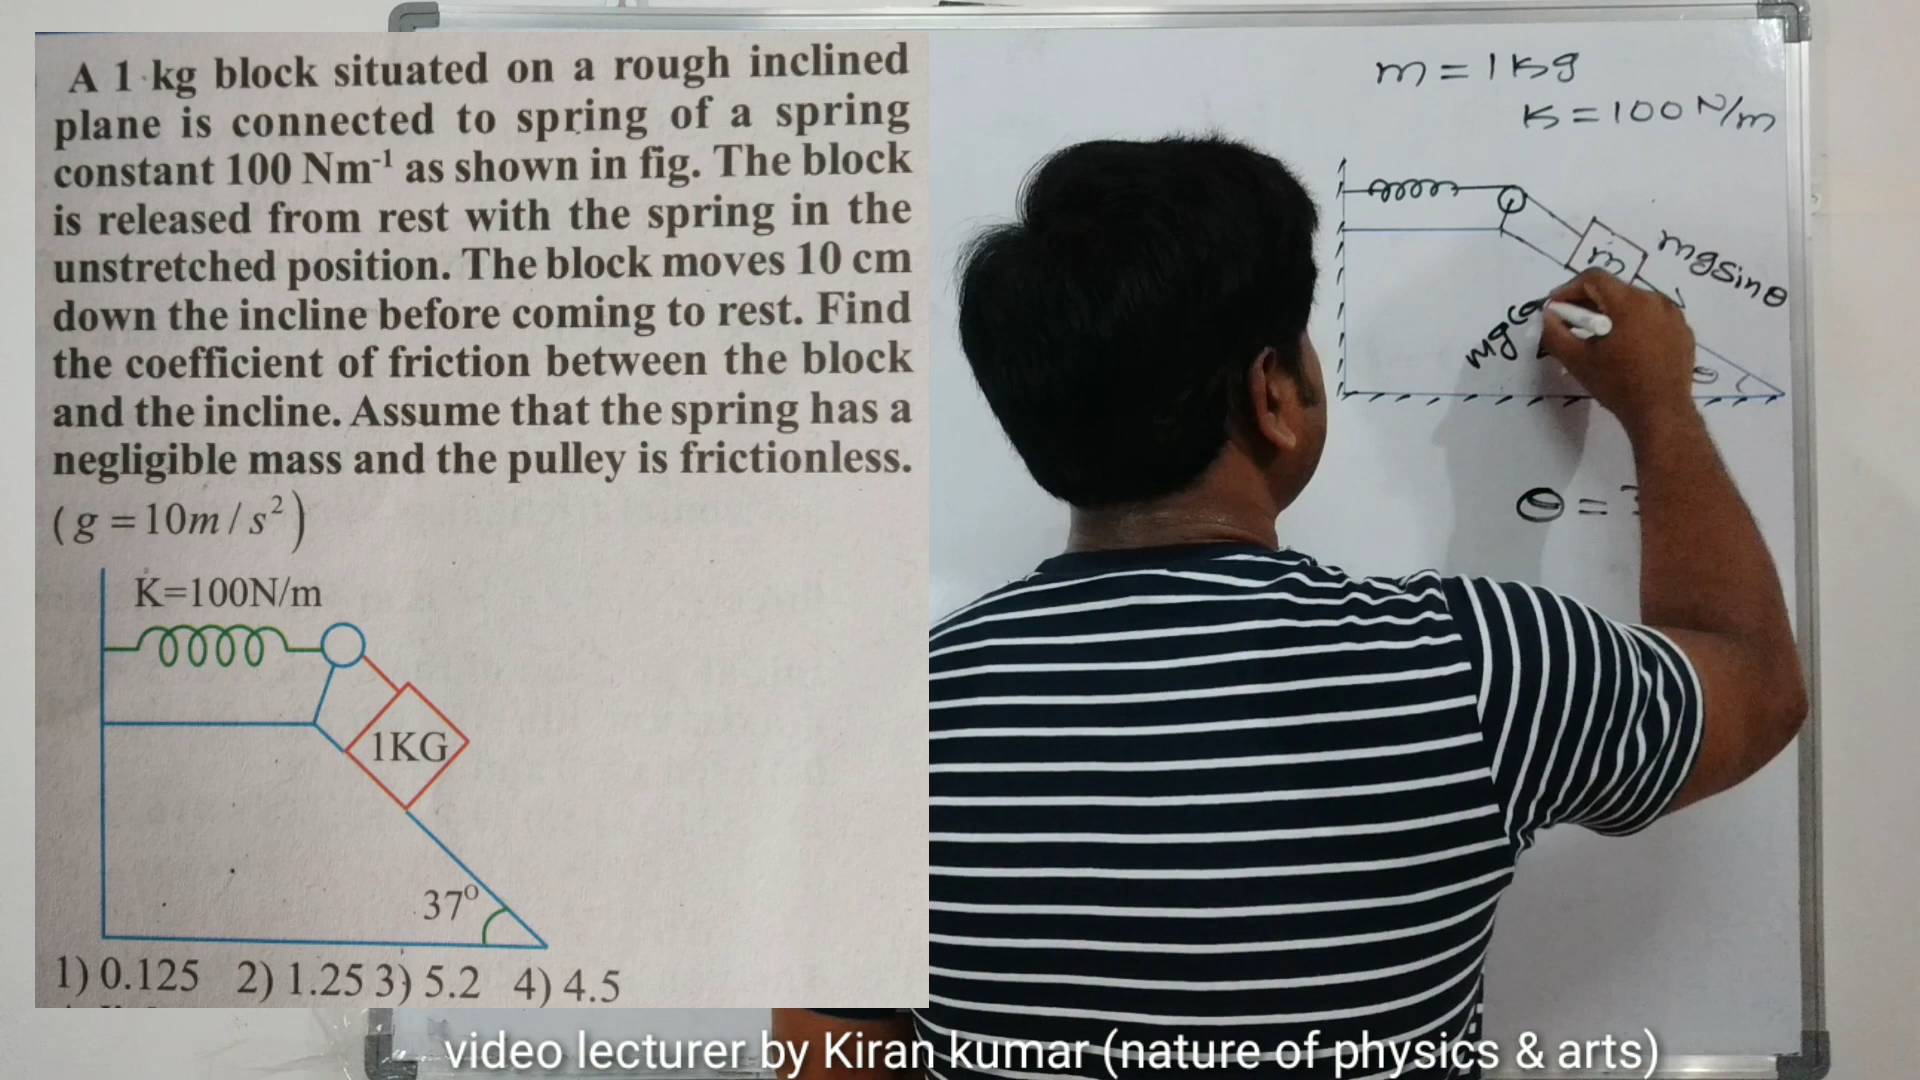 A 1 kg block situated on a rough inclined
plane is connected to spring of a spring
constant 100 Nm⁻¹ as shown in fig. The block
is released from rest with the spring in the
unstretched position. The block moves 10 cm
down the incline before coming to rest. Find
the coefficient of friction between the block
and the incline. Assume that the spring has a
negligible mass and the pulley is frictionless.
(g = 10m / s²)
K=100N/m
1KG
37⁰
1) 0.125 2) 1.25 3) 5.2 4) 4.5
m = 1 kg
K = 100 N/m
m
mg sinθ
θ
θ =
video lecturer by Kiran kumar (nature of physics & arts)